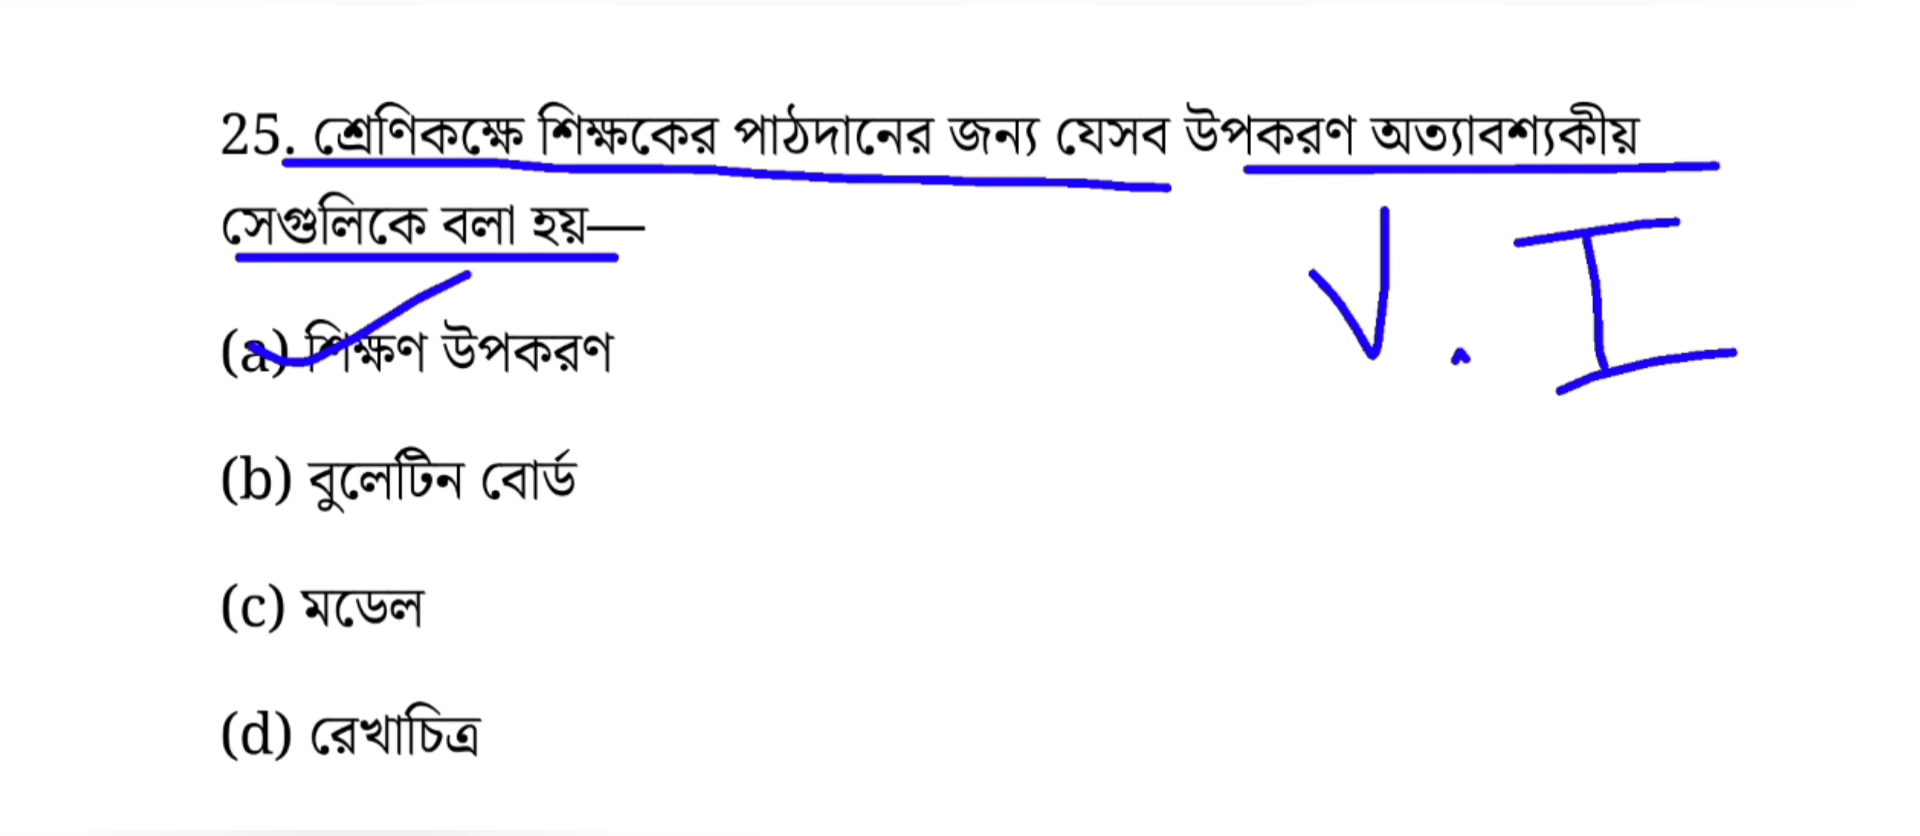 25. শ্রেণিকক্ষে শিক্ষকের পাঠদানের জন্য যেসব উপকরণ অত্যাবশ্যকীয়
সেগুলিকে বলা হয়—
V. I
(a) শিক্ষণ উপকরণ
(b) বুলেটিন বোর্ড
(c) মডেল
(d) রেখাচিত্র